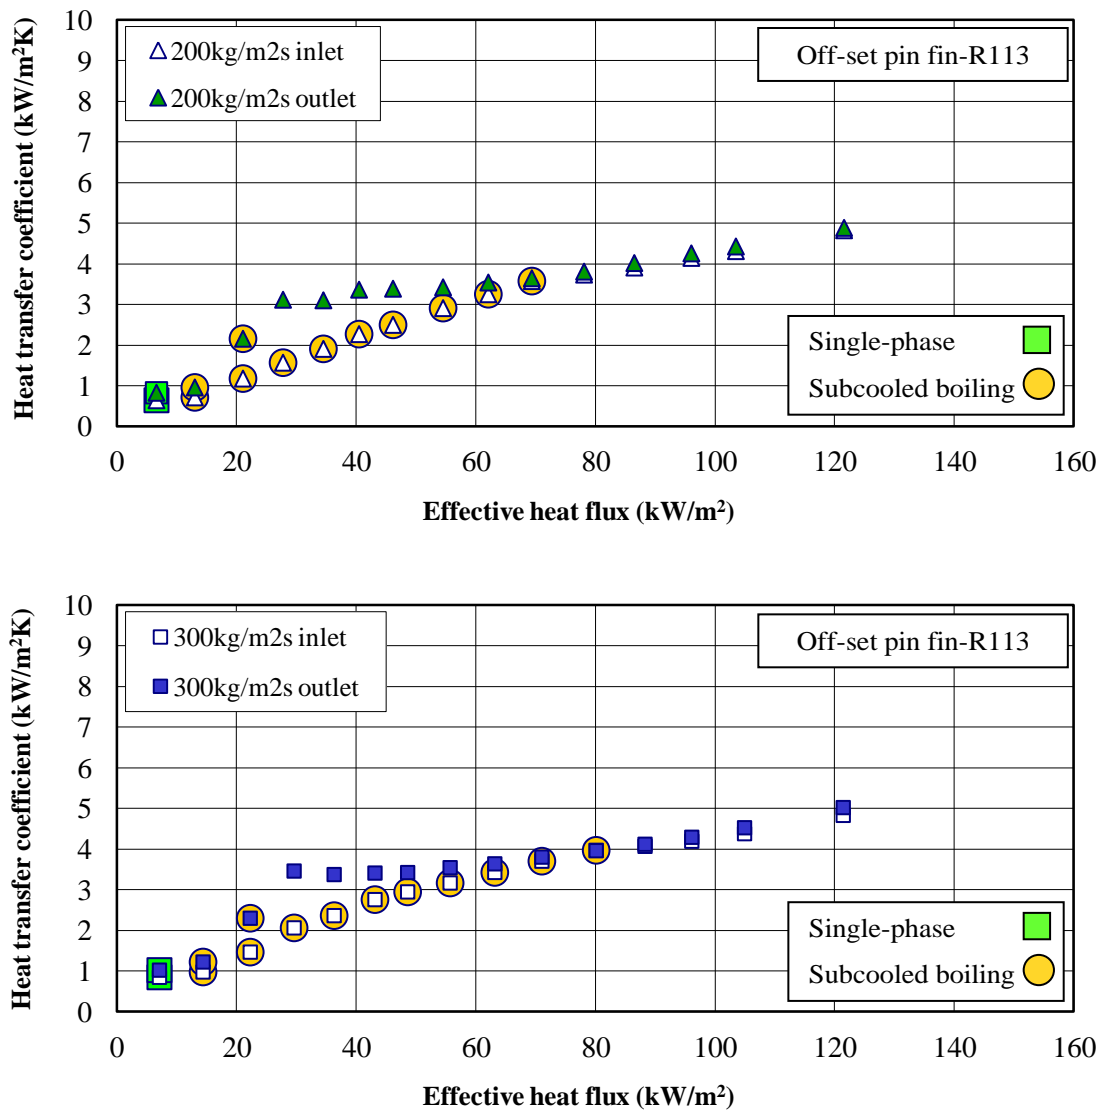 10
9
8
7
6
5
4
3
2
1
0
Heat transfer coefficient (kW/m²K)
200kg/m2s inlet
200kg/m2s outlet
Off-set pin fin-R113
Single-phase
Subcooled boiling
0 20 40 60 80 100 120 140 160
Effective heat flux (kW/m²)
10
9
8
7
6
5
4
3
2
1
0
Heat transfer coefficient (kW/m²K)
300kg/m2s inlet
300kg/m2s outlet
Off-set pin fin-R113
Single-phase
Subcooled boiling
0 20 40 60 80 100 120 140 160
Effective heat flux (kW/m²)